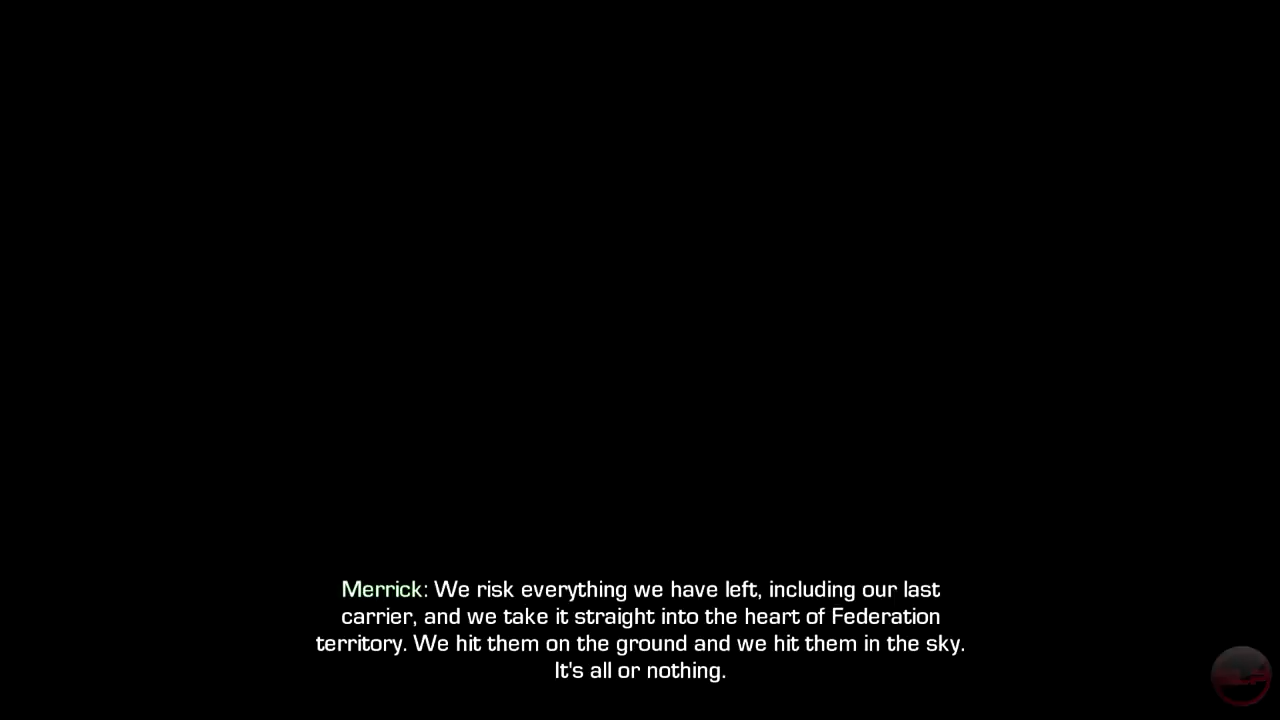 Merrick: We risk everything we have left, including our last
carrier, and we take it straight into the heart of Federation
territory. We hit them on the ground and we hit them in the sky.
It's all or nothing.